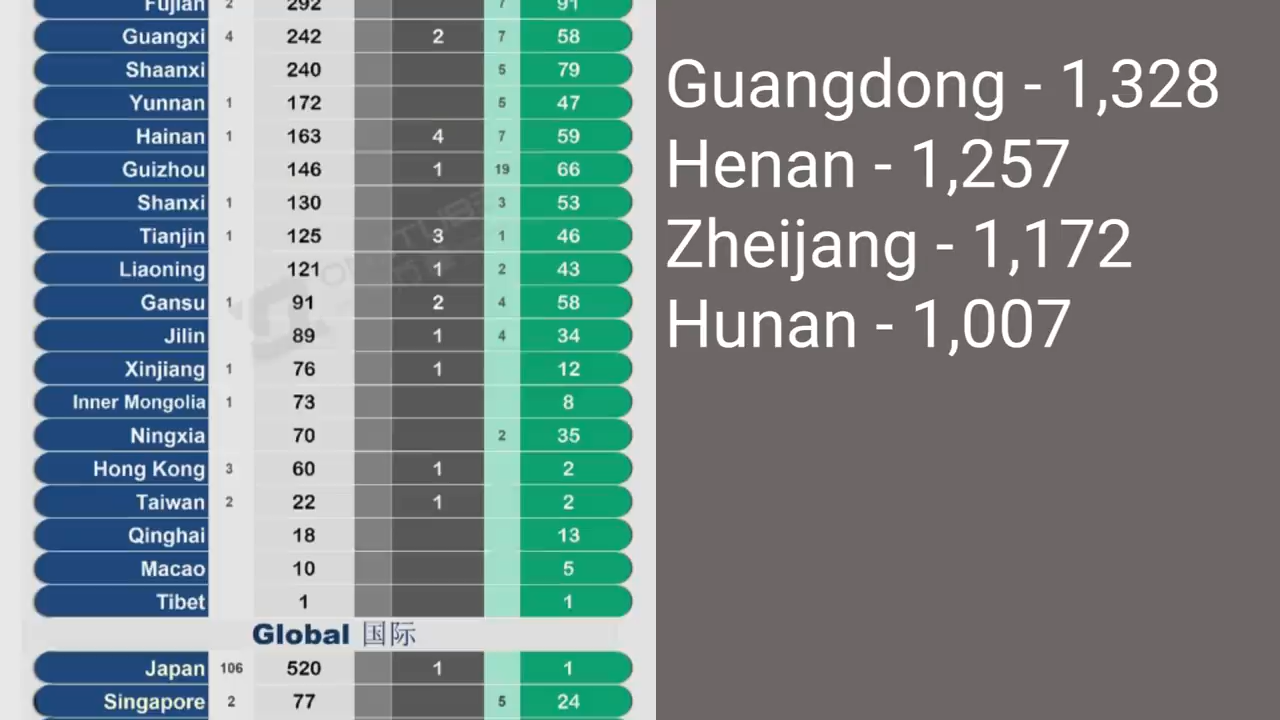 Fujian 2 292 7 91
Guangxi 4 242 2 7 58
Shaanxi 240 5 79
Yunnan 1 172 5 47
Hainan 1 163 4 7 59
Guizhou 146 1 19 66
Shanxi 1 130 3 53
Tianjin 1 125 3 1 46
Liaoning 121 1 2 43
Gansu 1 91 2 4 58
Jilin 89 1 4 34
Xinjiang 1 76 1 12
Inner Mongolia 1 73 8
Ningxia 70 2 35
Hong Kong 3 60 1 2
Taiwan 2 22 1 2
Qinghai 18 13
Macao 10 5
Tibet 1 1
Global 国际
Japan 106 520 1 1
Singapore 2 77 5 24
Guangdong - 1,328
Henan - 1,257
Zheijang - 1,172
Hunan - 1,007